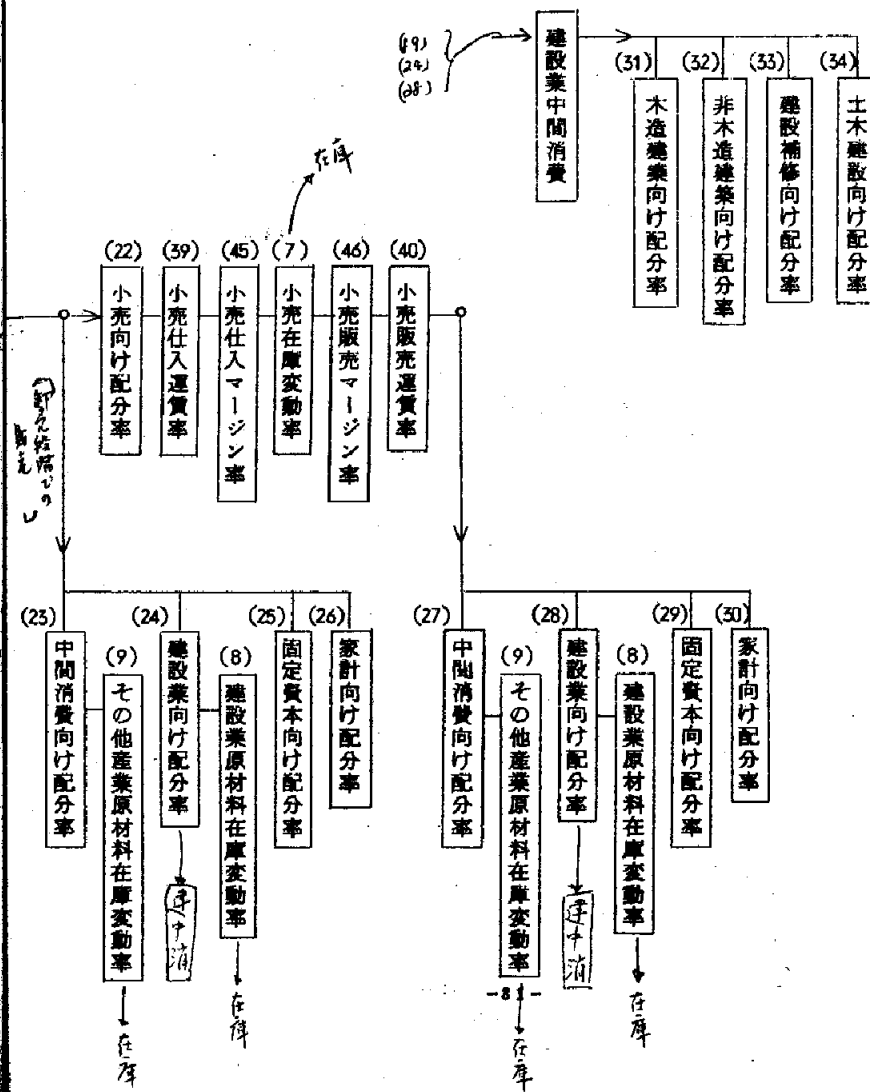 (19)
(24)
(28)
建設業中間消費
(31)
木造建築向け配分率
(32)
非木造建築向け配分率
(33)
建設補修向け配分率
(34)
土木建設向け配分率
在庫
(22)
小売向け配分率
(39)
小売仕入運賃率
(45)
小売仕入マージン率
(7)
小売在庫変動率
(46)
小売販売マージン率
(40)
小売販売運賃率
卸売段階での
販売
(23)
中間消費向け配分率
(9)
その他産業原材料在庫変動率
在庫
(24)
建設業向け配分率
建中消
(8)
建設業原材料在庫変動率
在庫
(25)
固定資本向け配分率
(26)
家計向け配分率
(27)
中間消費向け配分率
(9)
その他産業原材料在庫変動率
在庫
(28)
建設業向け配分率
建中消
(8)
建設業原材料在庫変動率
在庫
(29)
固定資本向け配分率
(30)
家計向け配分率
-81-